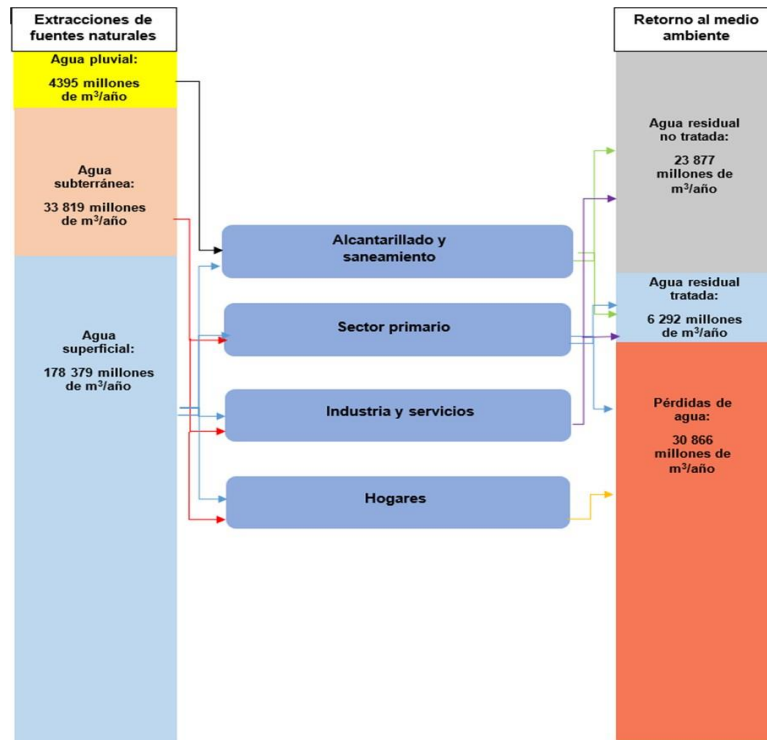 Extracciones de
fuentes naturales
Agua pluvial:
4395 millones
de m³/año
Agua
subterránea:
33 819 millones
de m³/año
Agua
superficial:
178 379 millones
de m³/año
Alcantarillado y
saneamiento
Sector primario
Industria y servicios
Hogares
Retorno al medio
ambiente
Agua residual
no tratada:
23 877
millones de
m³/año
Agua residual
tratada:
6 292 millones
de m³/año
Pérdidas de
agua:
30 866
millones de
m³/año